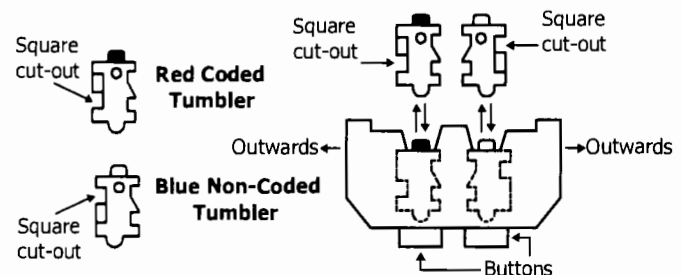 Square
cut-out
Red Coded
Tumbler
Square
cut-out
Square
cut-out
Outwards
Outwards
Blue Non-Coded
Tumbler
Square
cut-out
Buttons